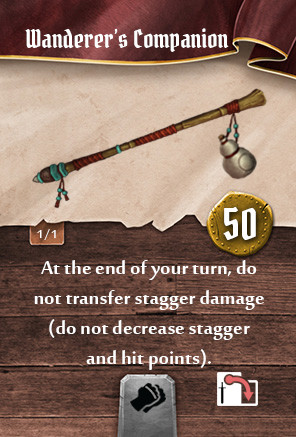 Wanderer's Companion
1/1
50
At the end of your turn, do
not transfer stagger damage
(do not decrease stagger
and hit points).